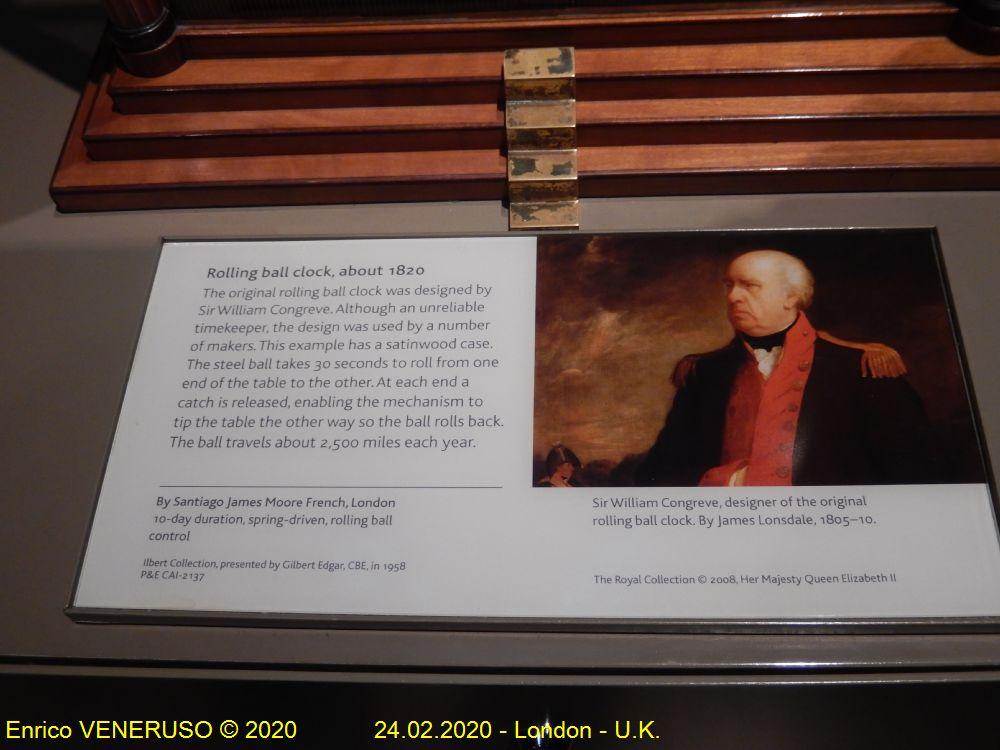 Rolling ball clock, about 1820
The original rolling ball clock was designed by
Sir William Congreve. Although an unreliable
timekeeper, the design was used by a number
of makers. This example has a satinwood case.
The steel ball takes 30 seconds to roll from one
end of the table to the other. At each end a
catch is released, enabling the mechanism to
tip the table the other way so the ball rolls back.
The ball travels about 2,500 miles each year.
By Santiago James Moore French, London
10-day duration, spring-driven, rolling ball
control
Ilbert Collection, presented by Gilbert Edgar, CBE, in 1958
P&E CAI-2137
Sir William Congreve, designer of the original
rolling ball clock. By James Lonsdale, 1805–10.
The Royal Collection © 2008, Her Majesty Queen Elizabeth II
Enrico VENERUSO © 2020 24.02.2020 - London - U.K.